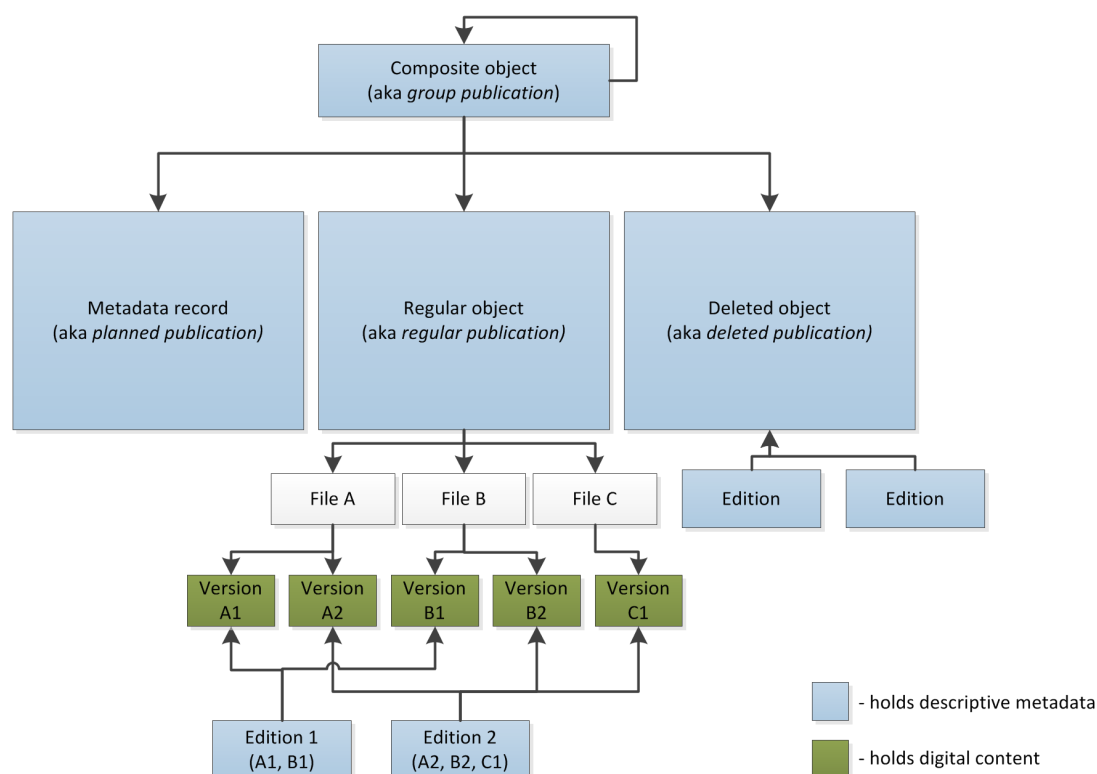 Composite object
(aka group publication)
Metadata record
(aka planned publication)
Regular object
(aka regular publication)
Deleted object
(aka deleted publication)
File A
File B
File C
Edition
Edition
Version
A1
Version
A2
Version
B1
Version
B2
Version
C1
Edition 1
(A1, B1)
Edition 2
(A2, B2, C1)
- holds descriptive metadata
- holds digital content